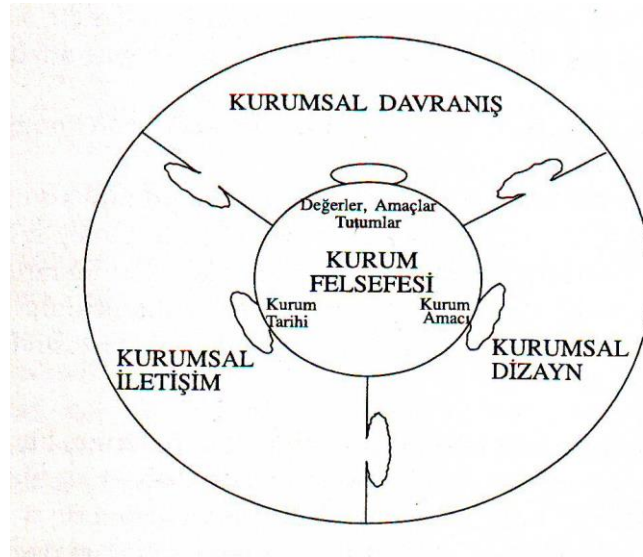 KURUMSAL DAVRANIŞ
Değerler, Amaçlar
Tutumlar
KURUM
FELSEFESİ
Kurum
Tarihi
Kurum
Amacı
KURUMSAL
İLETİŞİM
KURUMSAL
DİZAYN